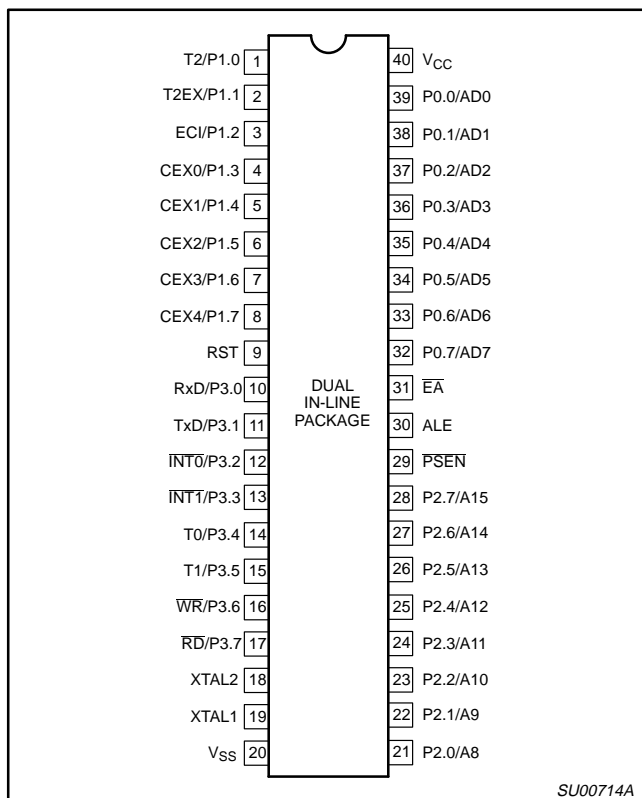 T2/P1.0 1
T2EX/P1.1 2
ECI/P1.2 3
CEX0/P1.3 4
CEX1/P1.4 5
CEX2/P1.5 6
CEX3/P1.6 7
CEX4/P1.7 8
RST 9
RxD/P3.0 10
TxD/P3.1 11
I̅N̅T̅0̅/P3.2 12
I̅N̅T̅1̅/P3.3 13
T0/P3.4 14
T1/P3.5 15
W̅R̅/P3.6 16
R̅D̅/P3.7 17
XTAL2 18
XTAL1 19
VSS 20
DUAL
IN-LINE
PACKAGE
40 VCC
39 P0.0/AD0
38 P0.1/AD1
37 P0.2/AD2
36 P0.3/AD3
35 P0.4/AD4
34 P0.5/AD5
33 P0.6/AD6
32 P0.7/AD7
31 E̅A̅
30 ALE
29 P̅S̅E̅N̅
28 P2.7/A15
27 P2.6/A14
26 P2.5/A13
25 P2.4/A12
24 P2.3/A11
23 P2.2/A10
22 P2.1/A9
21 P2.0/A8
SU00714A